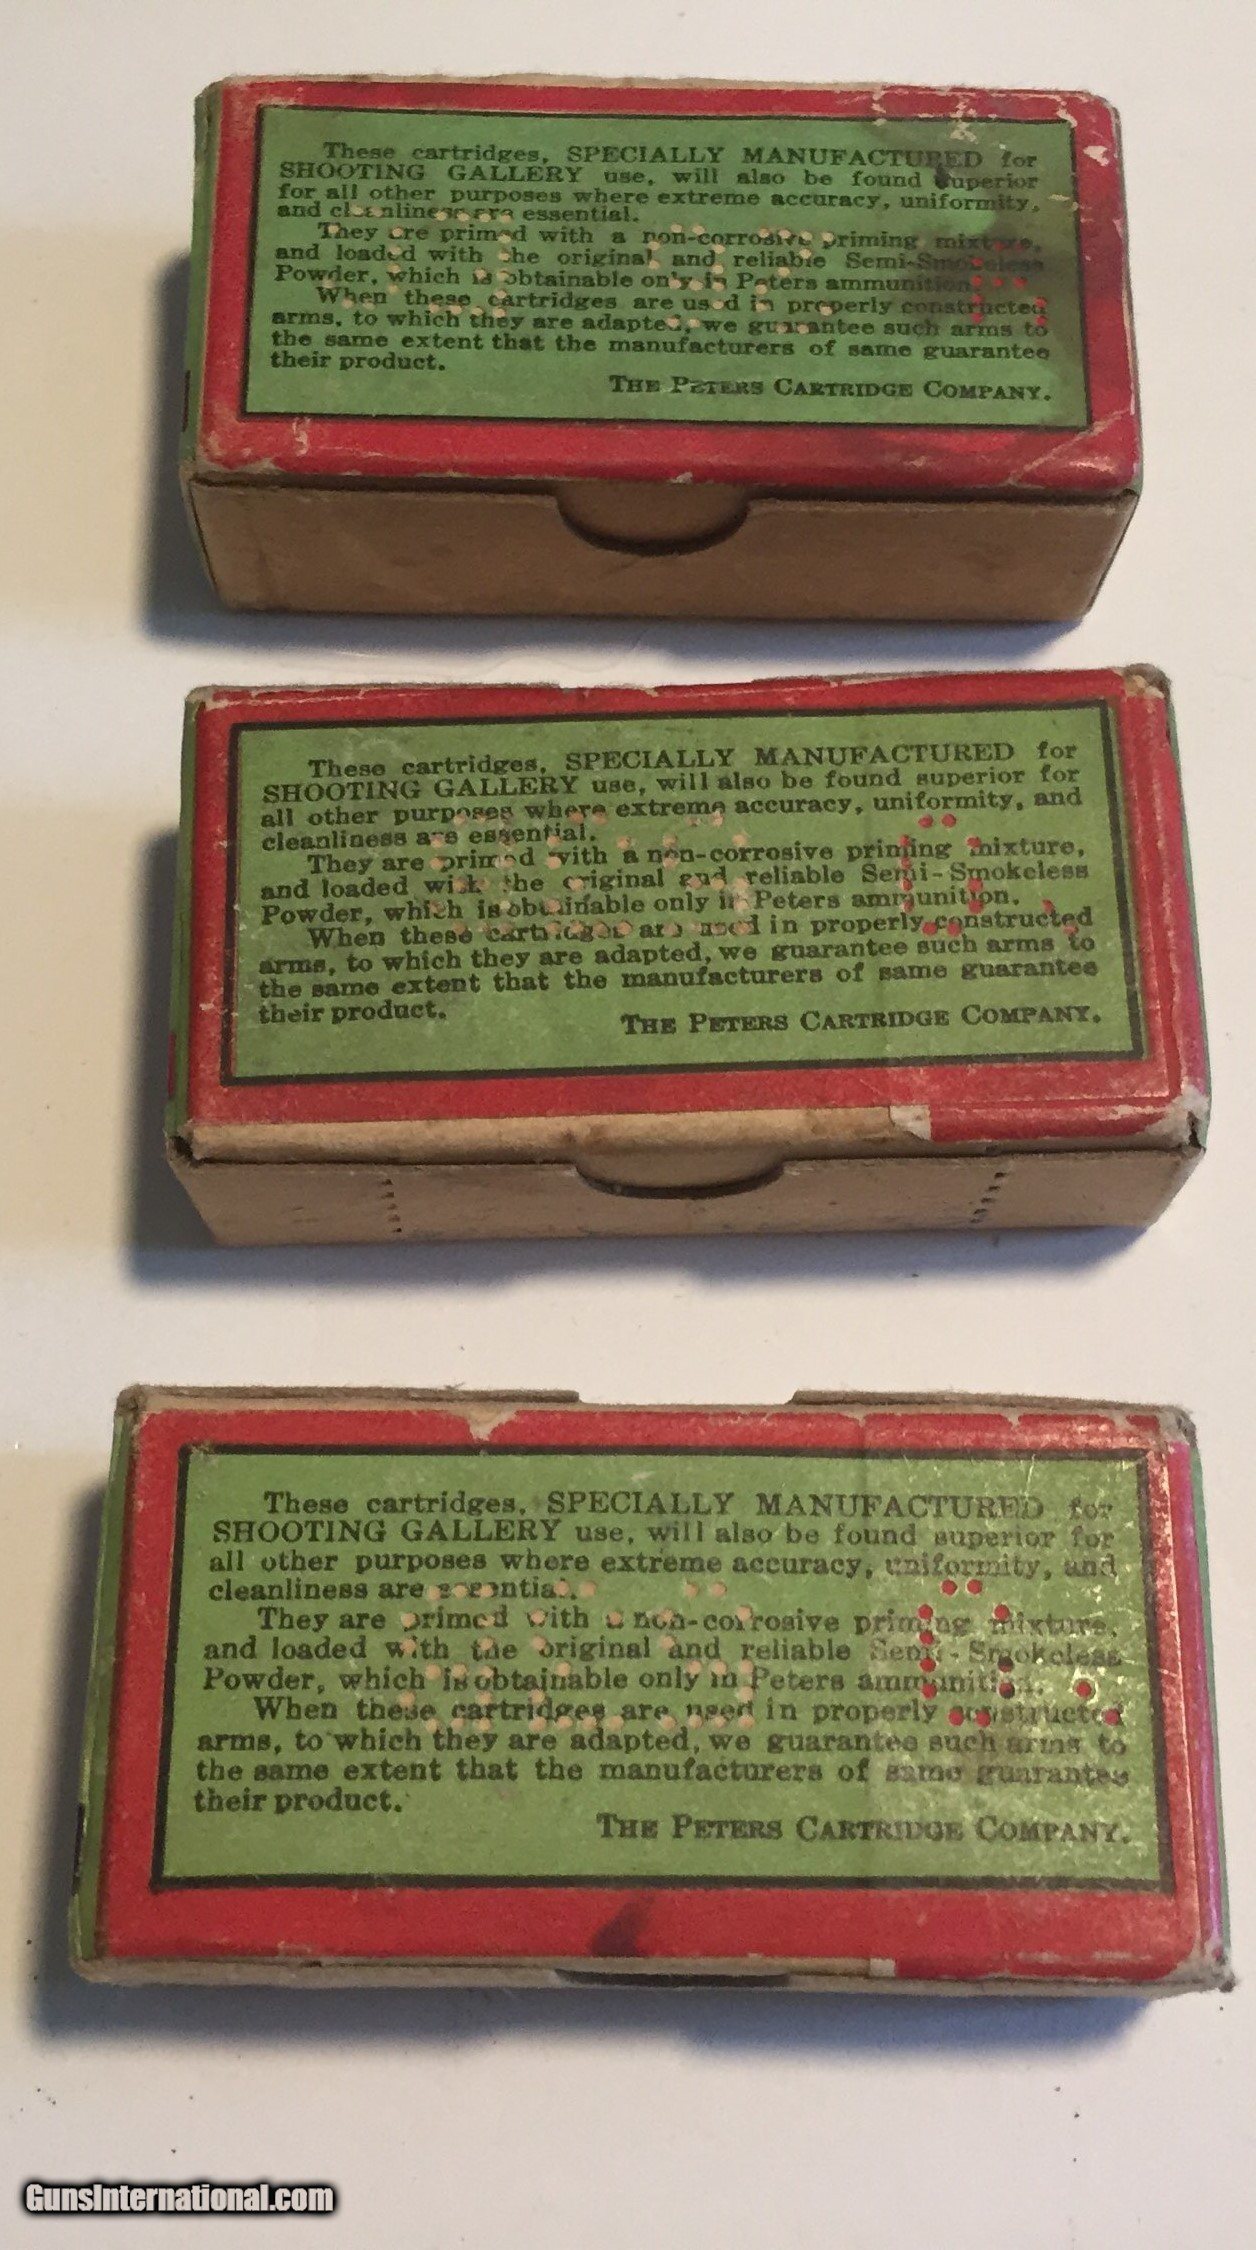 These cartridges, SPECIALLY MANUFACTURED for
SHOOTING GALLERY use, will also be found superior
for all other purposes where extreme accuracy, uniformity,
and cleanliness are essential.
They are primed with a non-corrosive priming mixture,
and loaded with the original and reliable Semi-Smokeless
Powder, which is obtainable only in Peters ammunition.
When these cartridges are used in properly constructed
arms, to which they are adapted, we guarantee such arms to
the same extent that the manufacturers of same guarantee
their product.
THE PETERS CARTRIDGE COMPANY.
These cartridges, SPECIALLY MANUFACTURED for
SHOOTING GALLERY use, will also be found superior for
all other purposes where extreme accuracy, uniformity, and
cleanliness are essential.
They are primed with a non-corrosive priming mixture,
and loaded with the original and reliable Semi-Smokeless
Powder, which is obtainable only in Peters ammunition.
When these cartridges are used in properly constructed
arms, to which they are adapted, we guarantee such arms to
the same extent that the manufacturers of same guarantee
their product.
THE PETERS CARTRIDGE COMPANY.
These cartridges, SPECIALLY MANUFACTURED for
SHOOTING GALLERY use, will also be found superior for
all other purposes where extreme accuracy, uniformity, and
cleanliness are essential.
They are primed with a non-corrosive priming mixture,
and loaded with the original and reliable Semi-Smokeless
Powder, which is obtainable only in Peters ammunition.
When these cartridges are used in properly constructed
arms, to which they are adapted, we guarantee such arms to
the same extent that the manufacturers of same guarantee
their product.
THE PETERS CARTRIDGE COMPANY.
GunsInternational.com